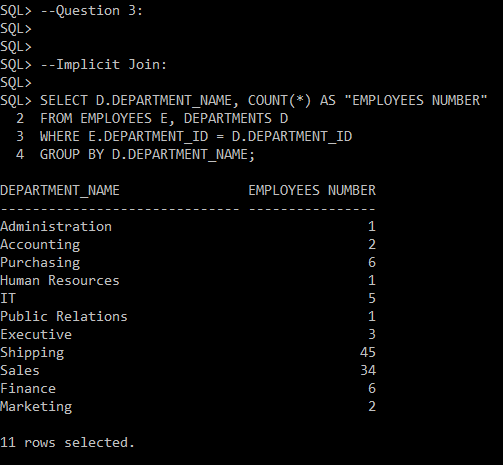 SQL> --Question 3:
SQL>
SQL>
SQL> --Implicit Join:
SQL>
SQL> SELECT D.DEPARTMENT_NAME, COUNT(*) AS "EMPLOYEES NUMBER"
  2  FROM EMPLOYEES E, DEPARTMENTS D
  3  WHERE E.DEPARTMENT_ID = D.DEPARTMENT_ID
  4  GROUP BY D.DEPARTMENT_NAME;
DEPARTMENT_NAME                EMPLOYEES NUMBER
------------------------------ ----------------
Administration                                1
Accounting                                    2
Purchasing                                    6
Human Resources                               1
IT                                            5
Public Relations                              1
Executive                                     3
Shipping                                     45
Sales                                        34
Finance                                       6
Marketing                                     2
11 rows selected.